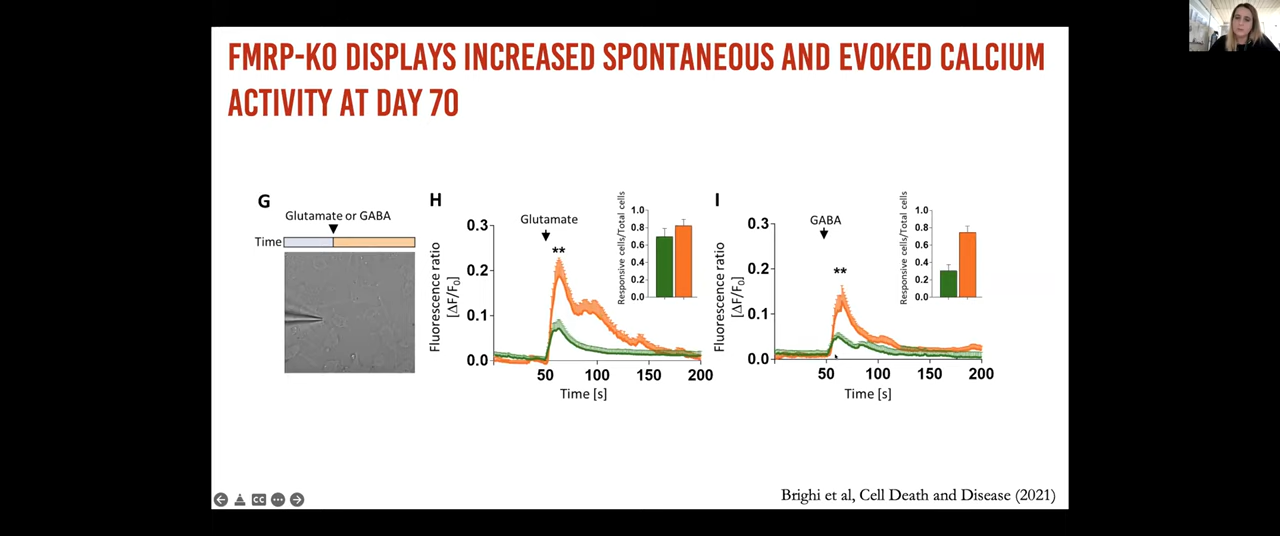 FMRP-KO DISPLAYS INCREASED SPONTANEOUS AND EVOKED CALCIUM
ACTIVITY AT DAY 70
G
Glutamate or GABA
Time
H
Fluorescence ratio
[ΔF/F0]
0.3
0.2
0.1
0.0
Glutamate
**
50
100
150
200
Time [s]
Responsive cells/Total cells
1.0
0.8
0.6
0.4
0.2
0.0
I
Fluorescence ratio
[ΔF/F0]
0.3
0.2
0.1
0.0
GABA
**
50
100
150
200
Time [s]
Responsive cells/Total cells
1.0
0.8
0.6
0.4
0.2
0.0
CC
Brighi et al, Cell Death and Disease (2021)